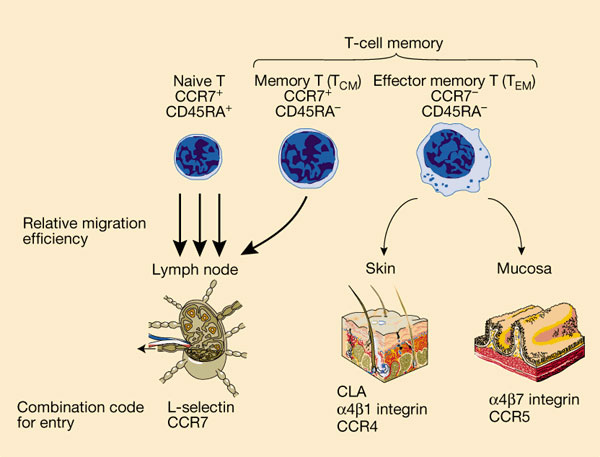 T-cell memory
Naive T
CCR7+
CD45RA+
Memory T (TCM)
CCR7+
CD45RA–
Effector memory T (TEM)
CCR7–
CD45RA–
Relative migration
efficiency
Lymph node
Skin
Mucosa
Combination code
for entry
L-selectin
CCR7
CLA
α4β1 integrin
CCR4
α4β7 integrin
CCR5